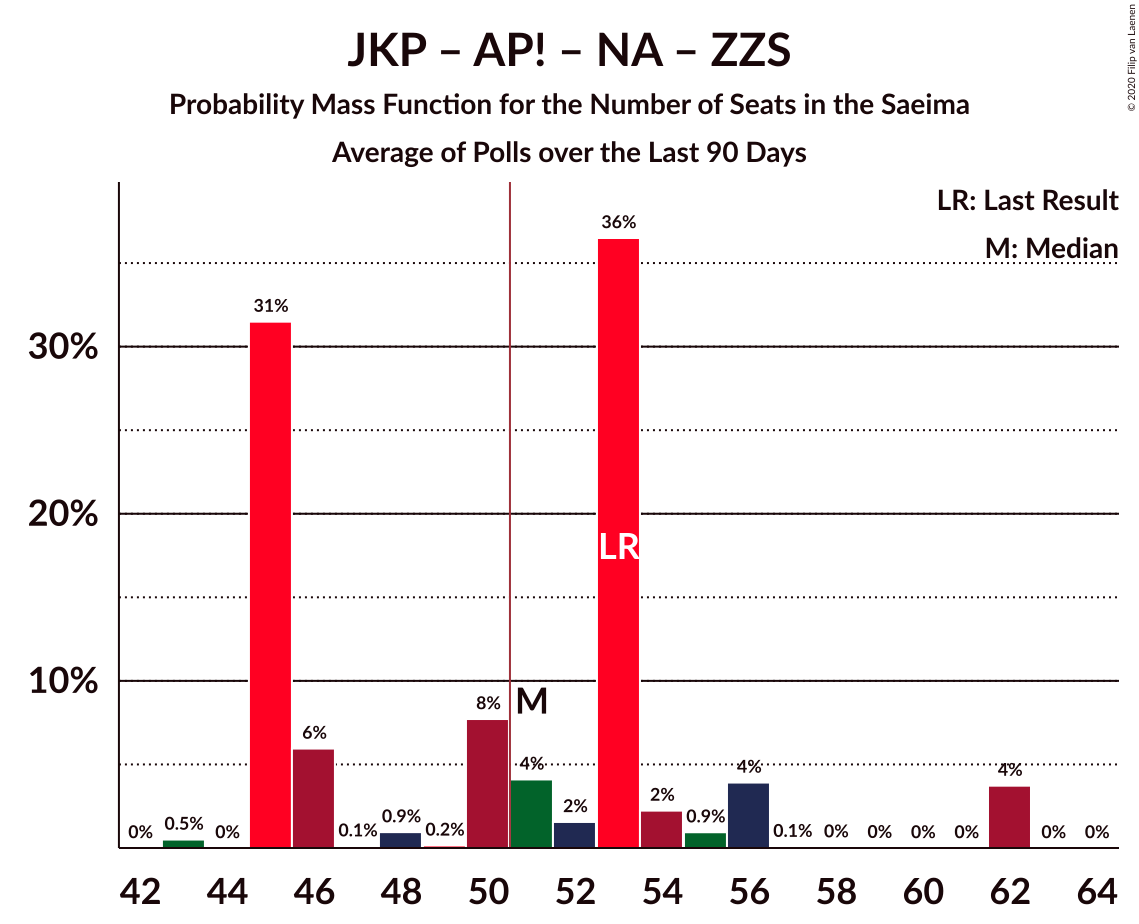 JKP – AP! – NA – ZZS
Probability Mass Function for the Number of Seats in the Saeima
Average of Polls over the Last 90 Days
© 2020 Filip van Laenen
LR: Last Result
M: Median
36%
31%
30%
LR
20%
10%
M
8%
6%
4%
4%
4%
2%
2%
0%
0.5%
0%
0.1%
0.9%
0.2%
0.9%
0.1%
0%
0%
0%
0%
0%
0%
42 44 46 48 50 52 54 56 58 60 62 64